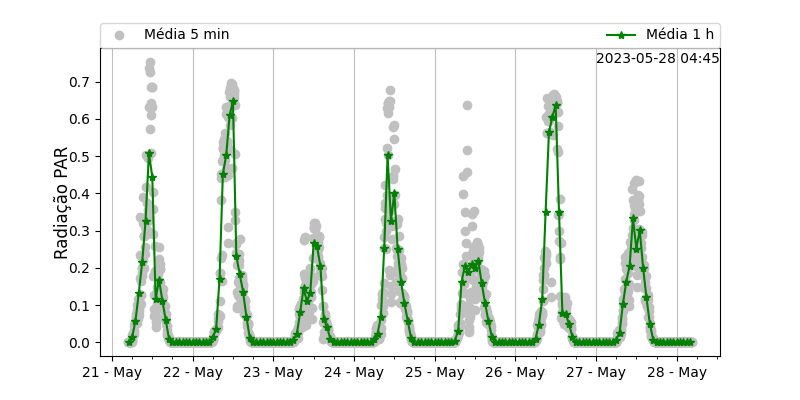 Média 5 min
Média 1 h
2023-05-28 04:45
Radiação PAR
0.7
0.6
0.5
0.4
0.3
0.2
0.1
0.0
21 - May
22 - May
23 - May
24 - May
25 - May
26 - May
27 - May
28 - May